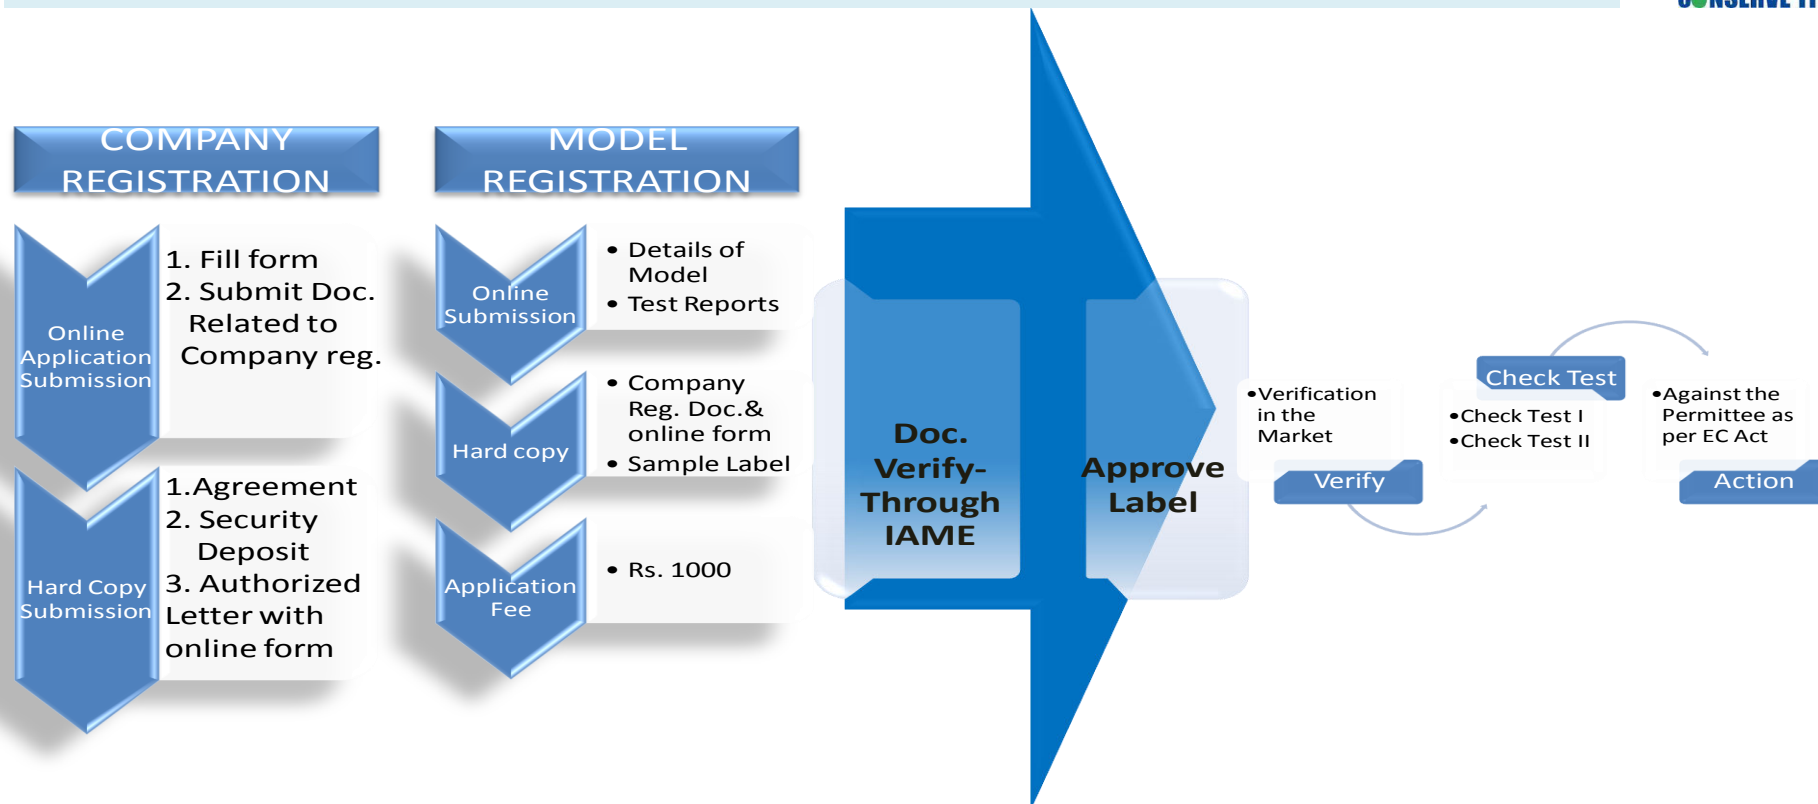 COMPANY
REGISTRATION
Online
Application
Submission
1. Fill form
2. Submit Doc.
Related to
Company reg.
Hard Copy
Submission
1.Agreement
2. Security
Deposit
3. Authorized
Letter with
online form
MODEL
REGISTRATION
Online
Submission
• Details of
Model
• Test Reports
Hard copy
• Company
Reg. Doc.&
online form
• Sample Label
Application
Fee
• Rs. 1000
Doc.
Verify-
Through
IAME
Approve
Label
•Verification
in the
Market
Verify
Check Test
•Check Test I
•Check Test II
•Against the
Permittee as
per EC Act
Action